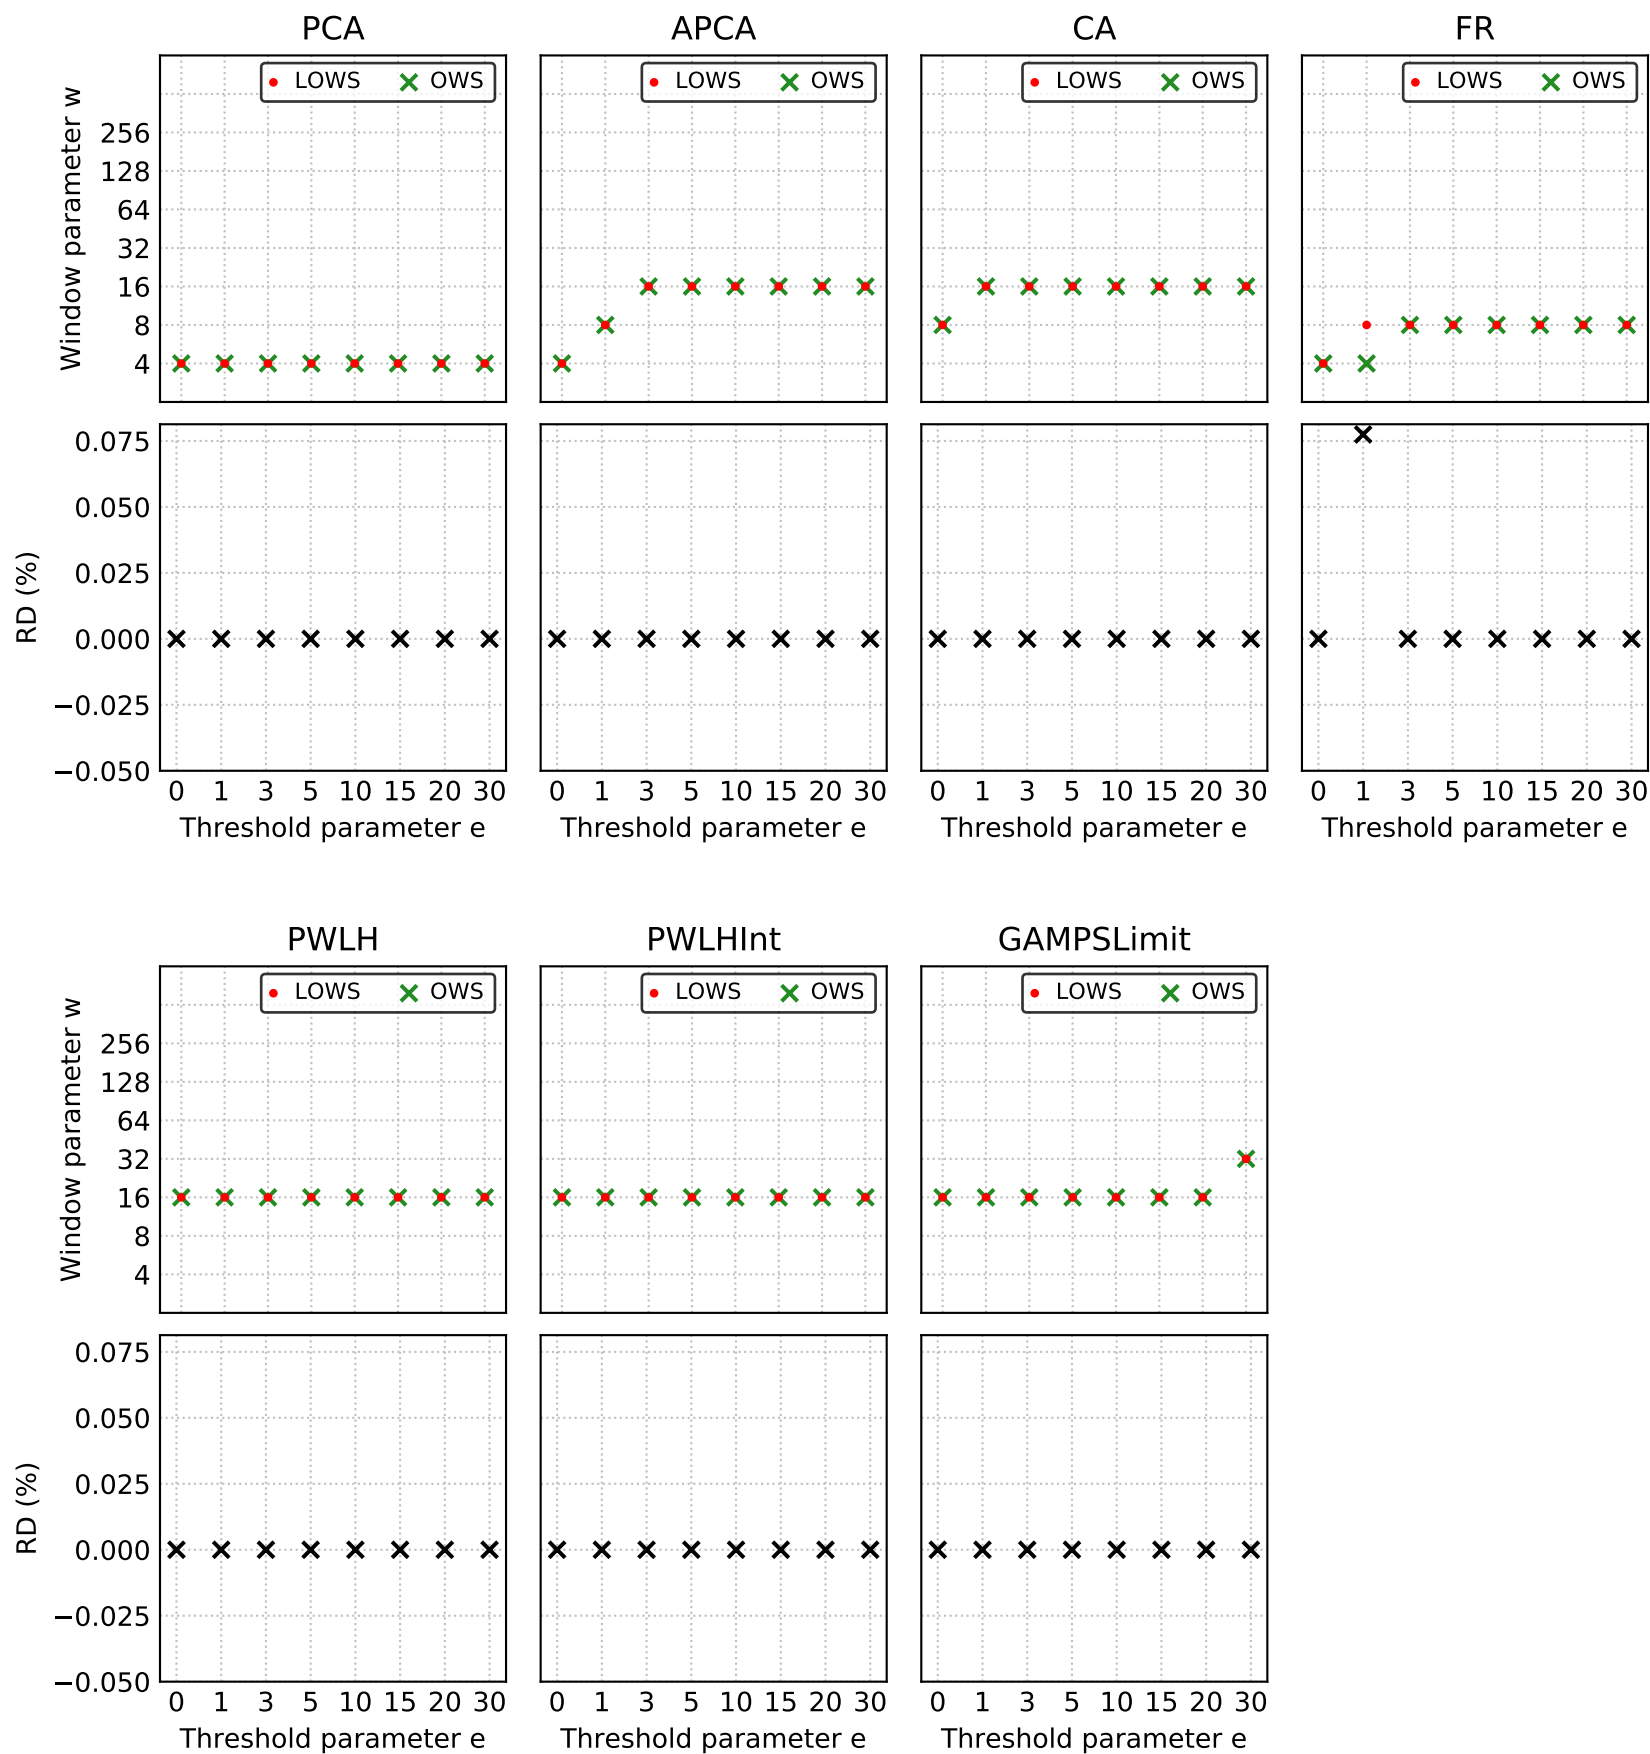 PCA APCA CA FR
LOWS OWS LOWS OWS LOWS OWS LOWS OWS
Window parameter w
256
128
64
32
16
8
4
RD (%)
0.075
0.050
0.025
0.000
−0.025
−0.050
0 1 3 5 10 15 20 30 0 1 3 5 10 15 20 30 0 1 3 5 10 15 20 30 0 1 3 5 10 15 20 30
Threshold parameter e Threshold parameter e Threshold parameter e Threshold parameter e
PWLH PWLHInt GAMPSLimit
LOWS OWS LOWS OWS LOWS OWS
Window parameter w
256
128
64
32
16
8
4
RD (%)
0.075
0.050
0.025
0.000
−0.025
−0.050
0 1 3 5 10 15 20 30 0 1 3 5 10 15 20 30 0 1 3 5 10 15 20 30
Threshold parameter e Threshold parameter e Threshold parameter e